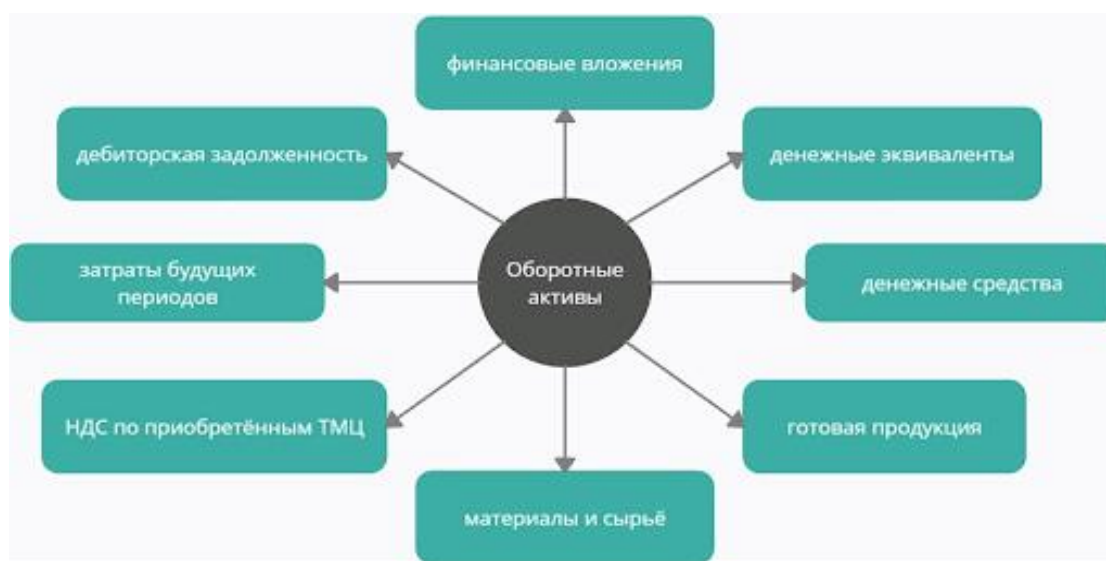 финансовые вложения
дебиторская задолженность
денежные эквиваленты
затраты будущих
периодов
Оборотные
активы
денежные средства
НДС по приобретённым ТМЦ
готовая продукция
материалы и сырьё